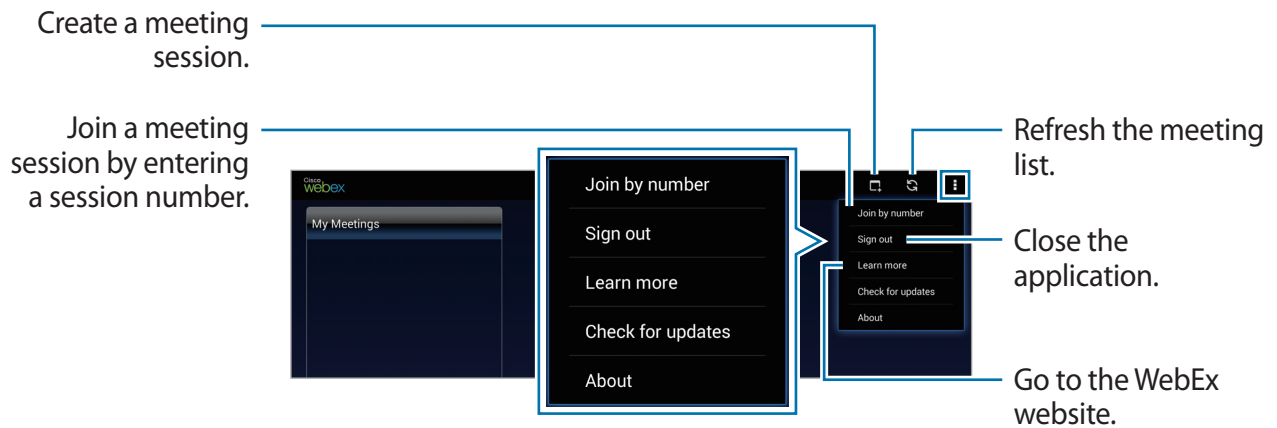 Create a meeting
session.
Join a meeting
session by entering
a session number.
Cisco
webex
My Meetings
Join by number
Sign out
Learn more
Check for updates
About
Join by number
Sign out
Learn more
Check for updates
About
Refresh the meeting
list.
Close the
application.
Go to the WebEx
website.